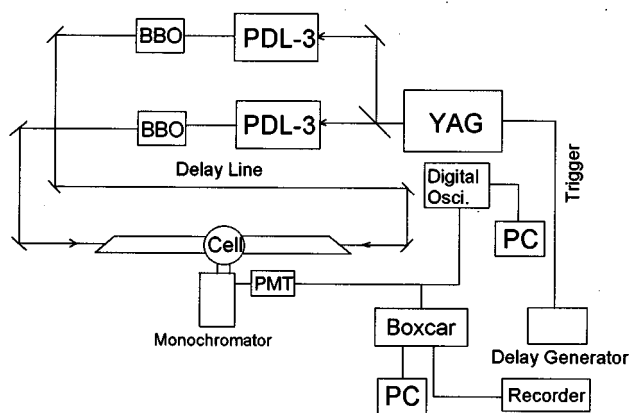 BBO
PDL-3
BBO
PDL-3
YAG
Delay Line
Digital
Osci.
Trigger
PC
Cell
PMT
Monochromator
Boxcar
Delay Generator
PC
Recorder